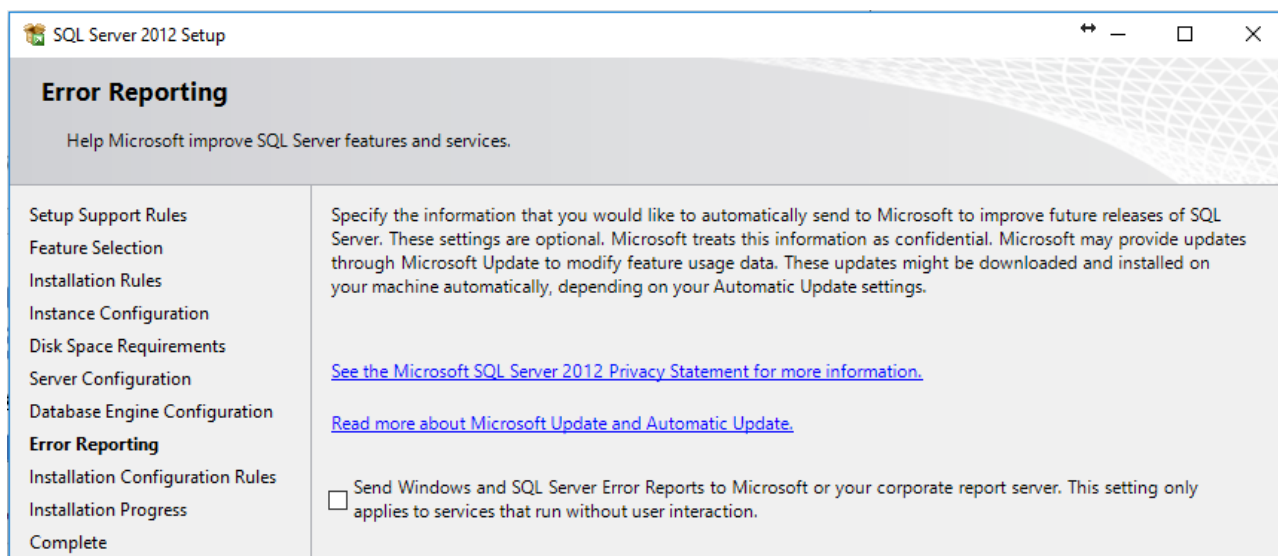 SQL Server 2012 Setup
Error Reporting
Help Microsoft improve SQL Server features and services.
Setup Support Rules
Feature Selection
Installation Rules
Instance Configuration
Disk Space Requirements
Server Configuration
Database Engine Configuration
Error Reporting
Installation Configuration Rules
Installation Progress
Complete
Specify the information that you would like to automatically send to Microsoft to improve future releases of SQL
Server. These settings are optional. Microsoft treats this information as confidential. Microsoft may provide updates
through Microsoft Update to modify feature usage data. These updates might be downloaded and installed on
your machine automatically, depending on your Automatic Update settings.
See the Microsoft SQL Server 2012 Privacy Statement for more information.
Read more about Microsoft Update and Automatic Update.
Send Windows and SQL Server Error Reports to Microsoft or your corporate report server. This setting only
applies to services that run without user interaction.